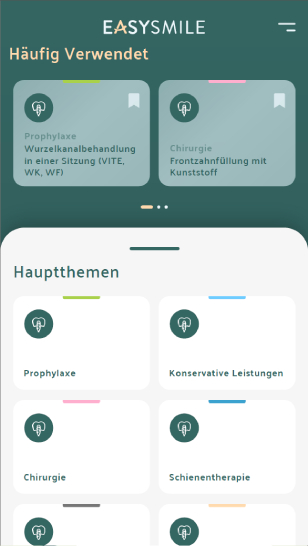 EASYSMILE
Häufig Verwendet
Prophylaxe
Wurzelkanalbehandlung
in einer Sitzung (VITE,
WK, WF)
Chirurgie
Frontzahnfüllung mit
Kunststoff
Hauptthemen
Prophylaxe
Konservative Leistungen
Chirurgie
Schienentherapie